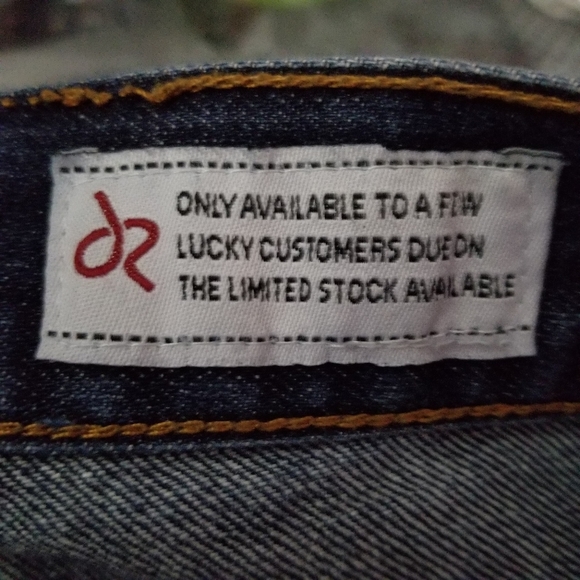 ONLY AVAILABLE TO A FEW
LUCKY CUSTOMERS DUE ON
THE LIMITED STOCK AVAILABLE